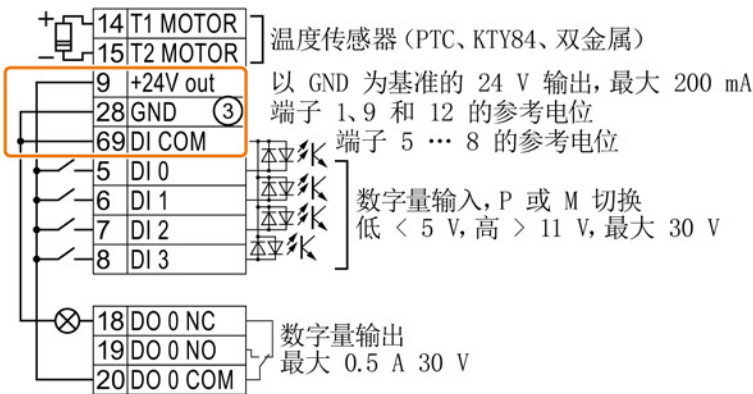 + 14 T1 MOTOR
− 15 T2 MOTOR
温度传感器（PTC、KTY84、双金属）
9 +24V out 以 GND 为基准的 24 V 输出，最大 200 mA
28 GND ③ 端子 1、9 和 12 的参考电位
69 DI COM 端子 5 … 8 的参考电位
5 DI 0
6 DI 1
7 DI 2
8 DI 3
数字量输入，P 或 M 切换
低 < 5 V，高 > 11 V，最大 30 V
18 DO 0 NC
19 DO 0 NO
20 DO 0 COM
数字量输出
最大 0.5 A 30 V